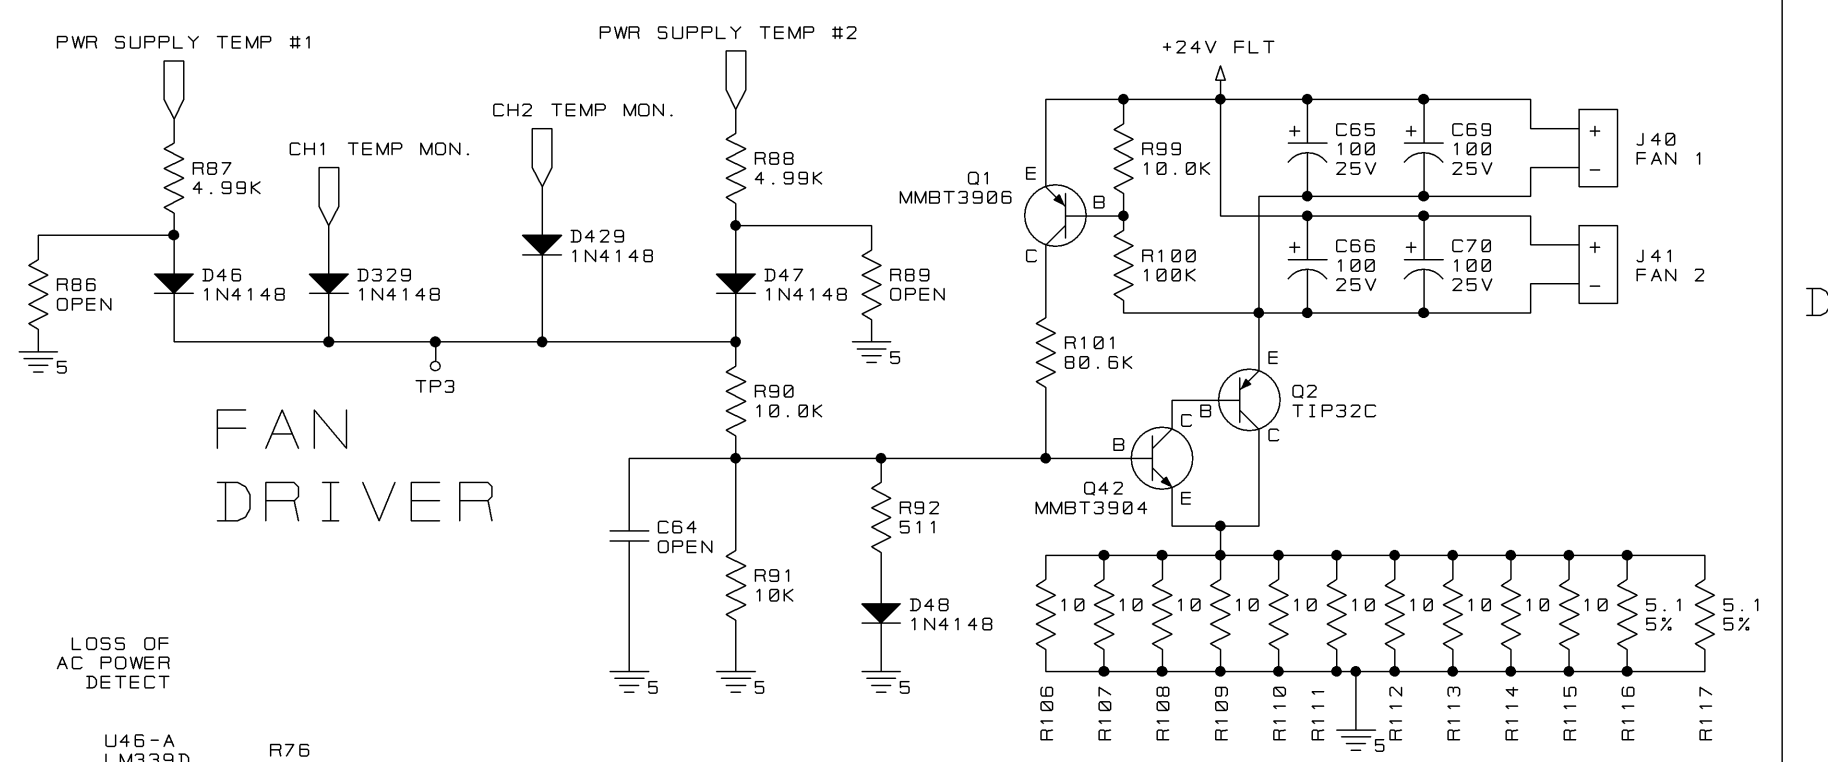 PWR SUPPLY TEMP #1
PWR SUPPLY TEMP #2
+24V FLT
CH2 TEMP MON.
CH1 TEMP MON.
R87
4.99K
R88
4.99K
Q1
MMBT3906
E
B
C
R99
10.0K
R100
100K
+
C65
100
25V
+
C69
100
25V
+
-
J40
FAN 1
+
C66
100
25V
+
C70
100
25V
+
-
J41
FAN 2
D
R86
OPEN
5
D46
1N4148
D329
1N4148
D429
1N4148
D47
1N4148
R89
OPEN
5
TP3
R101
80.6K
R90
10.0K
E
B
C
Q2
TIP32C
B
C
E
Q42
MMBT3904
FAN
DRIVER
C64
OPEN
5
R91
10K
5
R92
511
D48
1N4148
5
10
10
10
10
10
10
10
10
10
10
5.1
5%
5.1
5%
R106
R107
R108
R109
R110
R111
R112
R113
R114
R115
R116
R117
5
LOSS OF
AC POWER
DETECT
U46-A
LM339D
R76